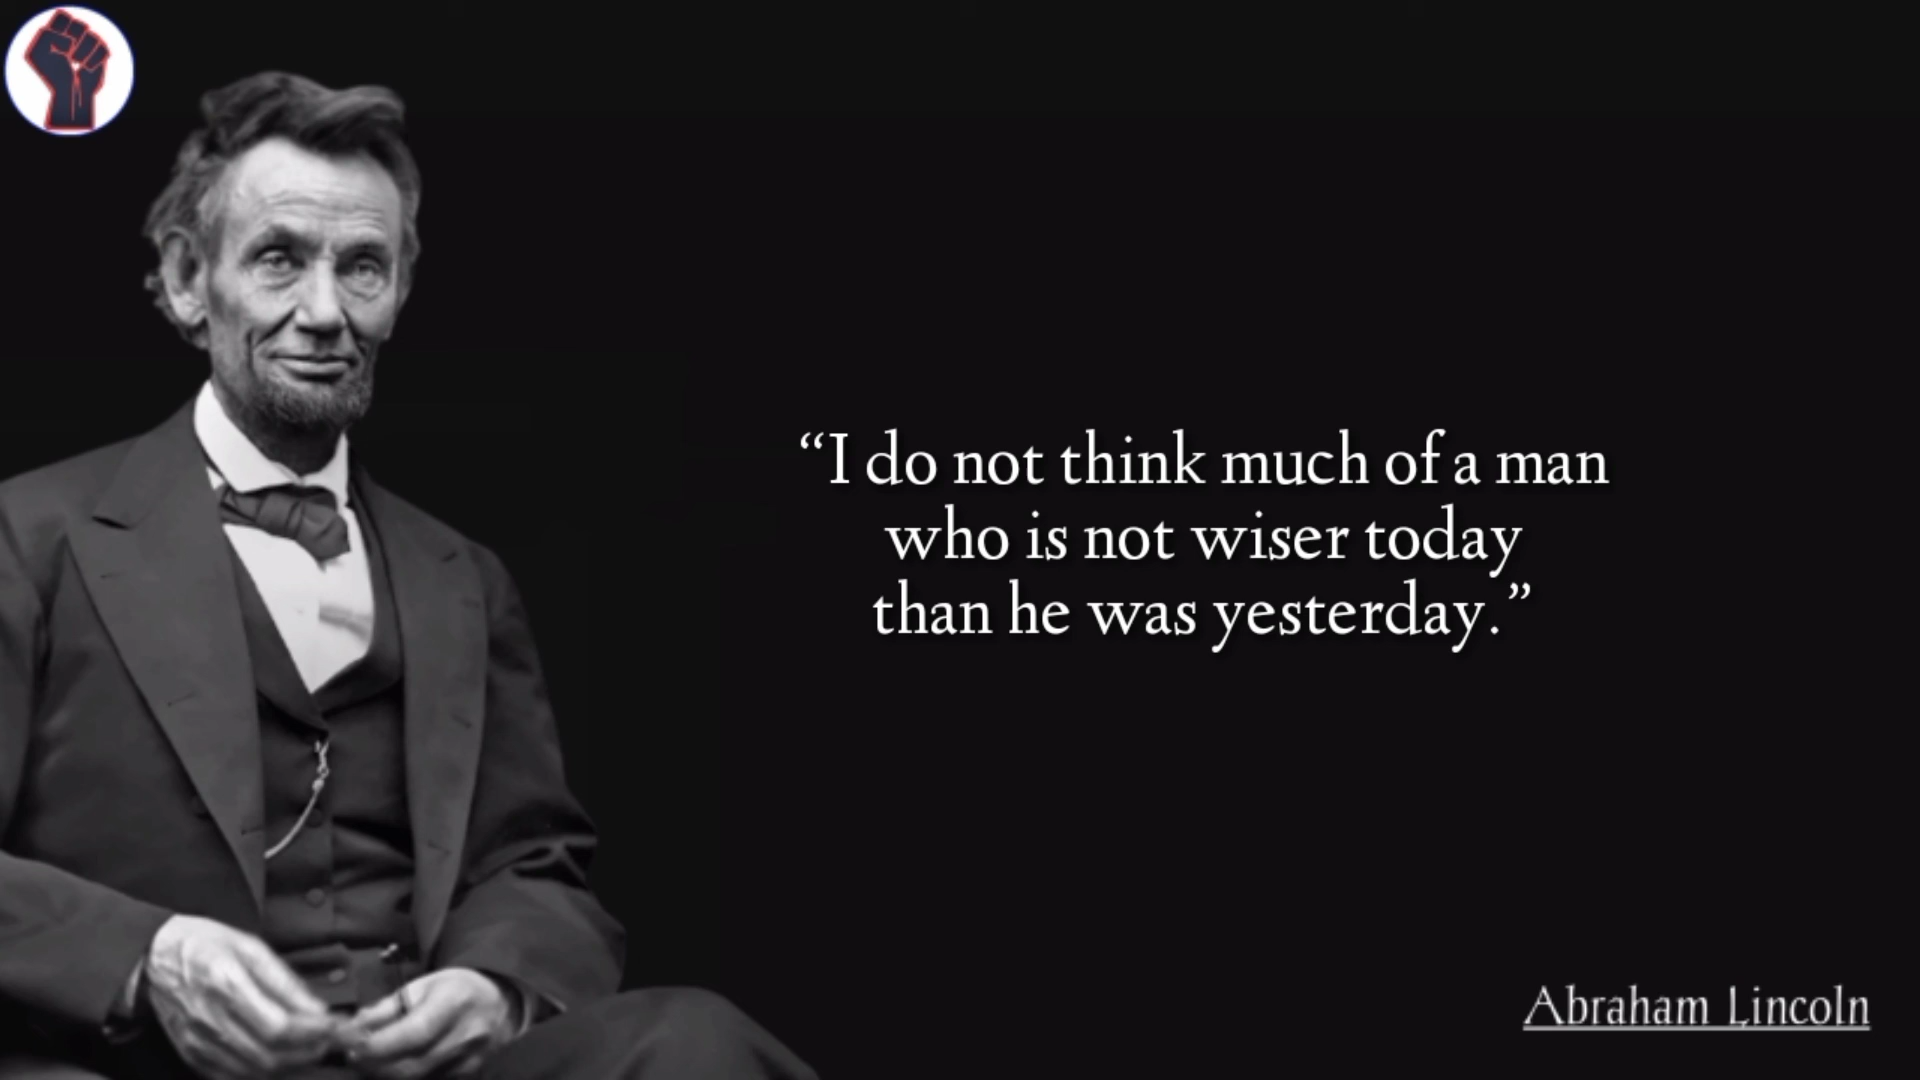 “I do not think much of a man
who is not wiser today
than he was yesterday.”
Abraham Lincoln